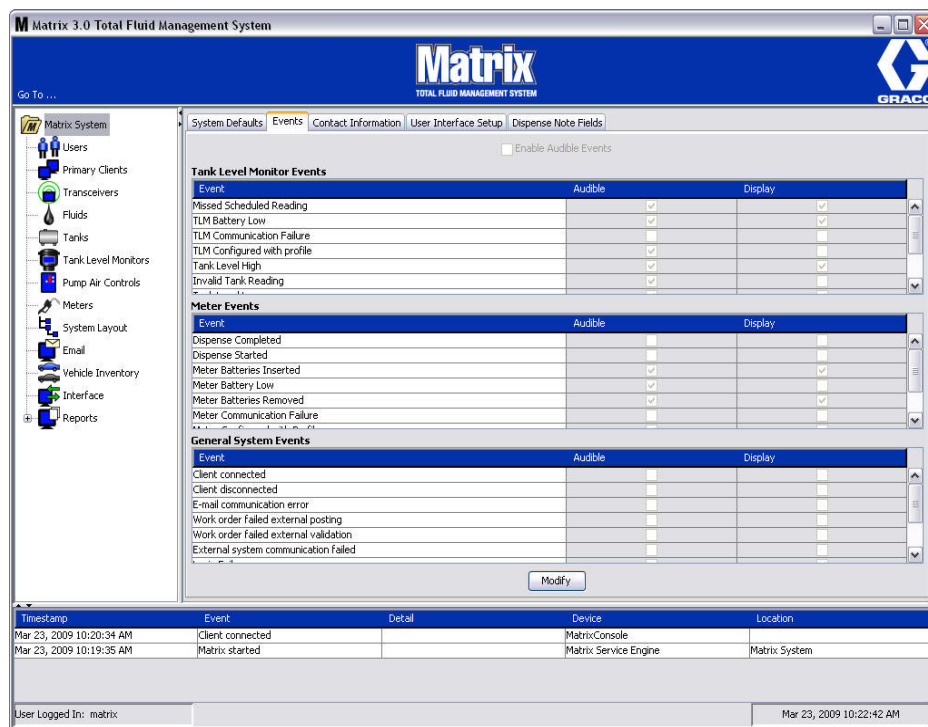 Matrix 3.0 Total Fluid Management System
Matrix
TOTAL FLUID MANAGEMENT SYSTEM
Go To ...
GRACO
Matrix System
Users
Primary Clients
Transceivers
Fluids
Tanks
Tank Level Monitors
Pump Air Controls
Meters
System Layout
Email
Vehicle Inventory
Interface
Reports
System Defaults Events Contact Information User Interface Setup Dispense Note Fields
Enable Audible Events
Tank Level Monitor Events
Event Audible Display
Missed Scheduled Reading
TLM Battery Low
TLM Communication Failure
TLM Configured with profile
Tank Level High
Invalid Tank Reading
Meter Events
Event Audible Display
Dispense Completed
Dispense Started
Meter Batteries Inserted
Meter Battery Low
Meter Batteries Removed
Meter Communication Failure
General System Events
Event Audible Display
Client connected
Client disconnected
E-mail communication error
Work order failed external posting
Work order failed external validation
External system communication failed
Modify
Timestamp Event Detail Device Location
Mar 23, 2009 10:20:34 AM Client connected MatrixConsole
Mar 23, 2009 10:19:35 AM Matrix started Matrix Service Engine Matrix System
User Logged In: matrix Mar 23, 2009 10:22:42 AM